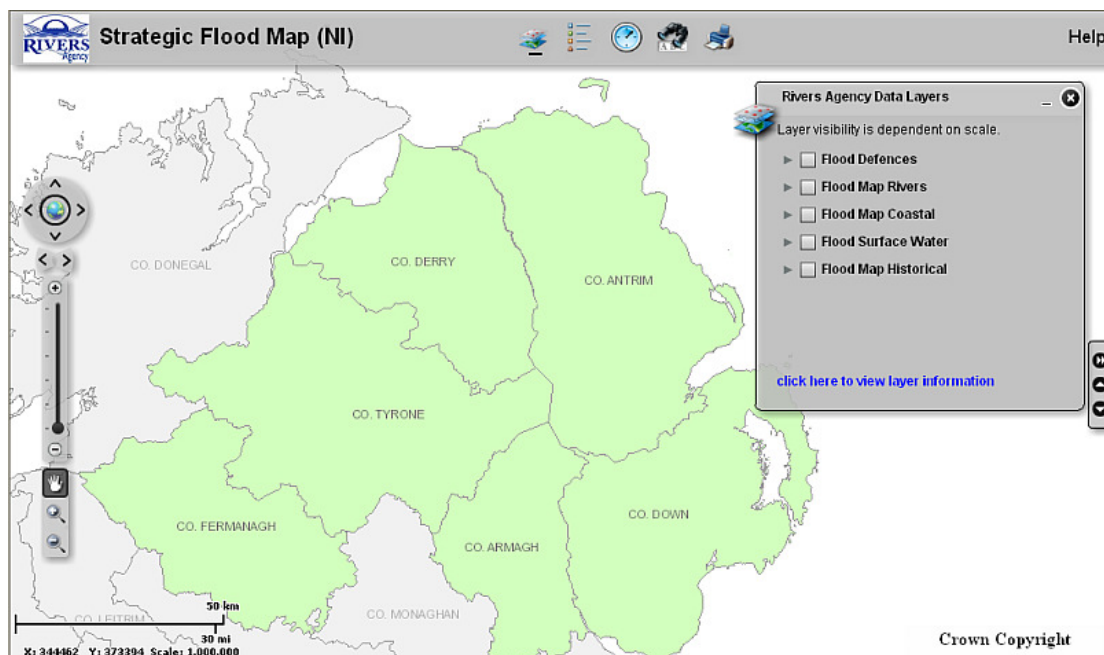 RIVERS
Agency
Strategic Flood Map (NI)
Help
Rivers Agency Data Layers
Layer visibility is dependent on scale.
Flood Defences
Flood Map Rivers
Flood Map Coastal
Flood Surface Water
Flood Map Historical
click here to view layer information
CO. DONEGAL
CO. DERRY
CO. ANTRIM
CO. TYRONE
CO. FERMANAGH
CO. ARMAGH
CO. DOWN
CO. MONAGHAN
CO. LEITRIM
50 km
30 mi
X: 344462 Y: 373394 Scale: 1,000,000
Crown Copyright